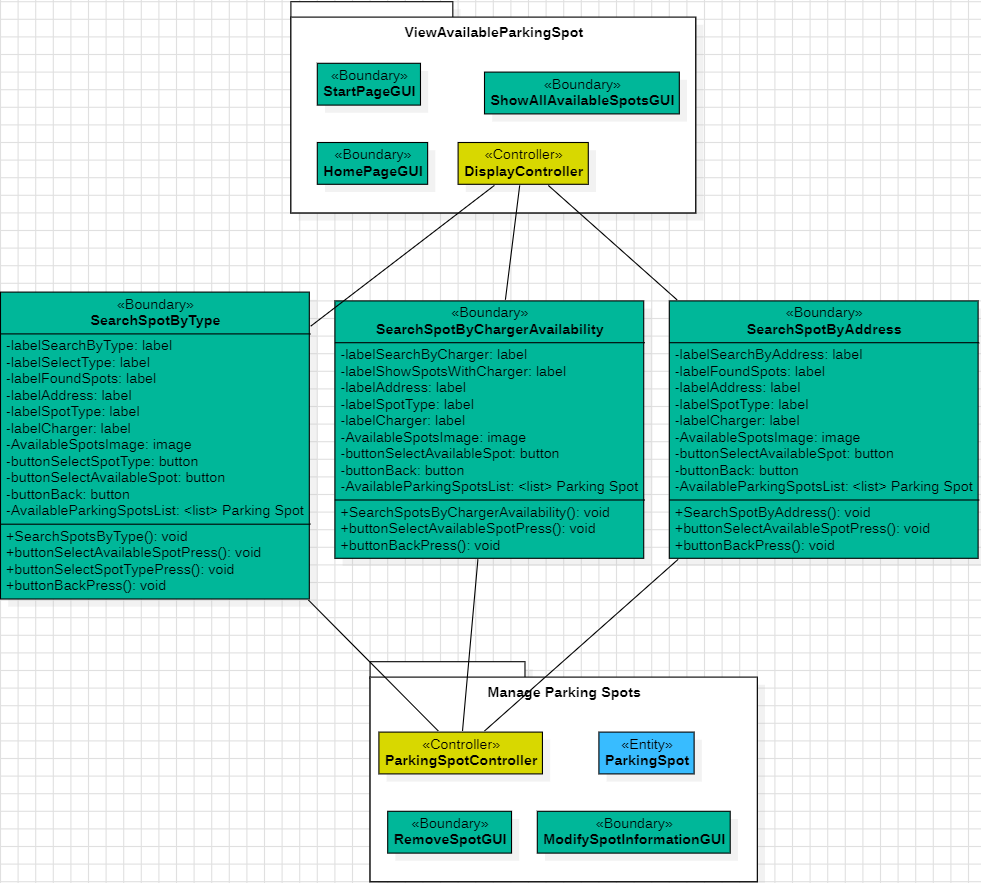 ViewAvailableParkingSpot
«Boundary»
StartPageGUI
«Boundary»
ShowAllAvailableSpotsGUI
«Boundary»
HomePageGUI
«Controller»
DisplayController
«Boundary»
SearchSpotByType
-labelSearchByType: label
-labelSelectType: label
-labelFoundSpots: label
-labelAddress: label
-labelSpotType: label
-labelCharger: label
-AvailableSpotsImage: image
-buttonSelectSpotType: button
-buttonSelectAvailableSpot: button
-buttonBack: button
-AvailableParkingSpotsList: <list> Parking Spot
+SearchSpotsByType(): void
+buttonSelectAvailableSpotPress(): void
+buttonSelectSpotTypePress(): void
+buttonBackPress(): void
«Boundary»
SearchSpotByChargerAvailability
-labelSearchByCharger: label
-labelShowSpotsWithCharger: label
-labelAddress: label
-labelSpotType: label
-labelCharger: label
-AvailableSpotsImage: image
-buttonSelectAvailableSpot: button
-buttonBack: button
-AvailableParkingSpotsList: <list> Parking Spot
+SearchSpotsByChargerAvailability(): void
+buttonSelectAvailableSpotPress(): void
+buttonBackPress(): void
«Boundary»
SearchSpotByAddress
-labelSearchByAddress: label
-labelFoundSpots: label
-labelAddress: label
-labelSpotType: label
-labelCharger: label
-AvailableSpotsImage: image
-buttonSelectAvailableSpot: button
-buttonBack: button
-AvailableParkingSpotsList: <list> Parking Spot
+SearchSpotByAddress(): void
+buttonSelectAvailableSpotPress(): void
+buttonBackPress(): void
Manage Parking Spots
«Controller»
ParkingSpotController
«Entity»
ParkingSpot
«Boundary»
RemoveSpotGUI
«Boundary»
ModifySpotInformationGUI